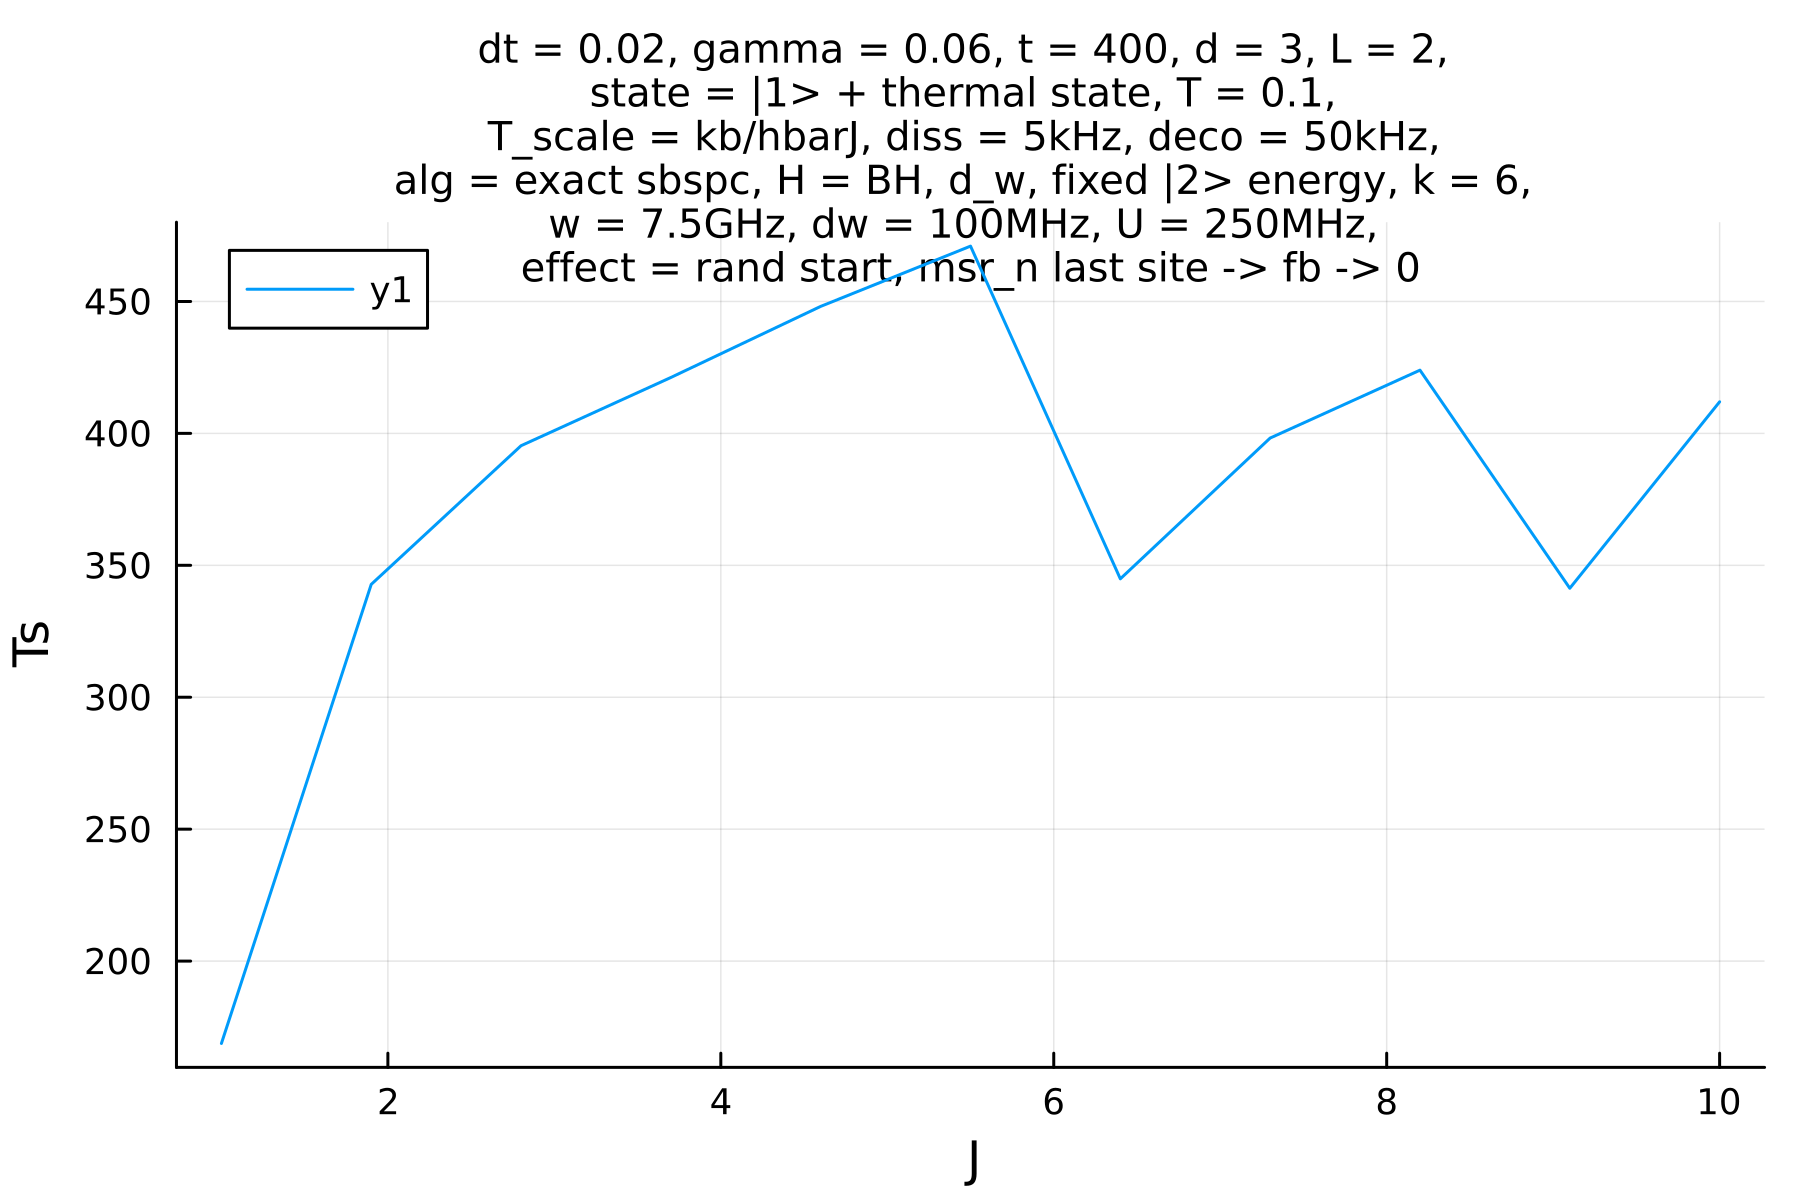 dt = 0.02, gamma = 0.06, t = 400, d = 3, L = 2,
state = |1> + thermal state, T = 0.1,
T_scale = kb/hbarJ, diss = 5kHz, deco = 50kHz,
alg = exact sbspc, H = BH, d_w, fixed |2> energy, k = 6,
w = 7.5GHz, dw = 100MHz, U = 250MHz,
effect = rand start, msr_n last site -> fb -> 0
y1
450
400
350
300
250
200
Ts
2 4 6 8 10
J